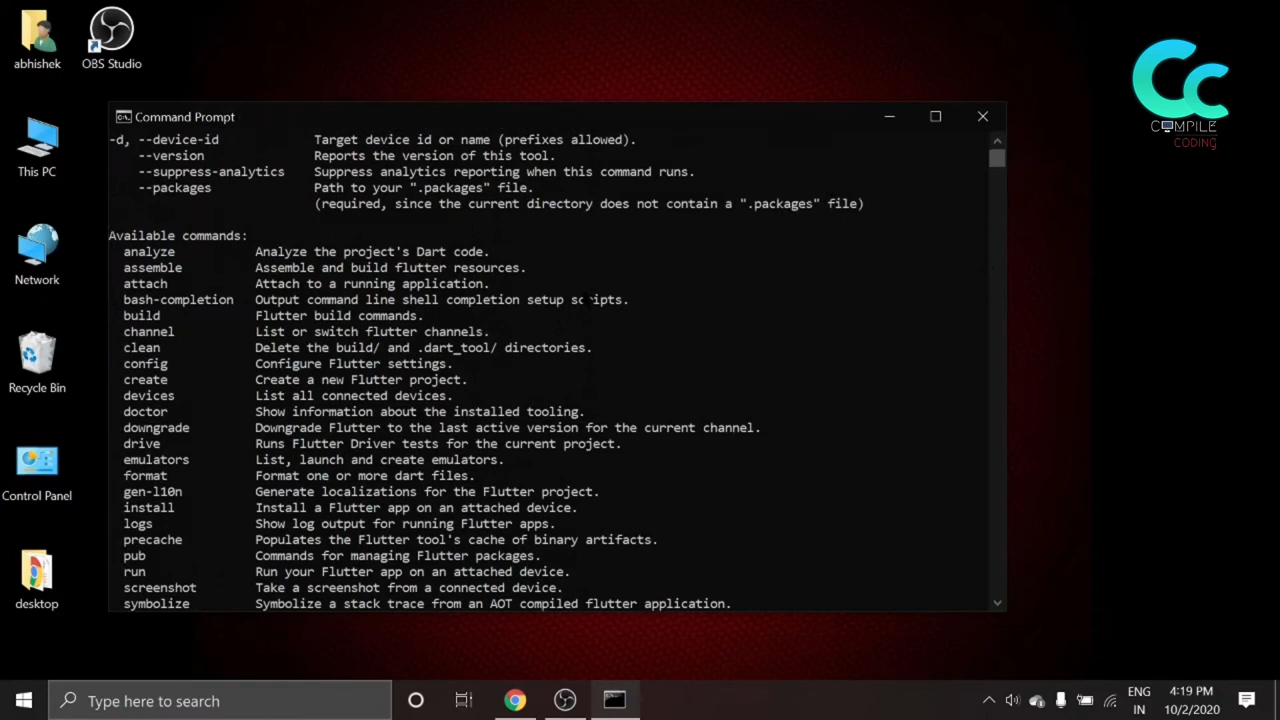 abhishek
OBS Studio
This PC
Network
Recycle Bin
Control Panel
desktop
CC
COMPILE
CODING
Command Prompt
-d, --device-id Target device id or name (prefixes allowed).
--version Reports the version of this tool.
--suppress-analytics Suppress analytics reporting when this command runs.
--packages Path to your ".packages" file.
(required, since the current directory does not contain a ".packages" file)
Available commands:
analyze Analyze the project's Dart code.
assemble Assemble and build flutter resources.
attach Attach to a running application.
bash-completion Output command line shell completion setup scripts.
build Flutter build commands.
channel List or switch flutter channels.
clean Delete the build/ and .dart_tool/ directories.
config Configure Flutter settings.
create Create a new Flutter project.
devices List all connected devices.
doctor Show information about the installed tooling.
downgrade Downgrade Flutter to the last active version for the current channel.
drive Runs Flutter Driver tests for the current project.
emulators List, launch and create emulators.
format Format one or more dart files.
gen-l10n Generate localizations for the Flutter project.
install Install a Flutter app on an attached device.
logs Show log output for running Flutter apps.
precache Populates the Flutter tool's cache of binary artifacts.
pub Commands for managing Flutter packages.
run Run your Flutter app on an attached device.
screenshot Take a screenshot from a connected device.
symbolize Symbolize a stack trace from an AOT compiled flutter application.
Type here to search
ENG
IN
4:19 PM
10/2/2020